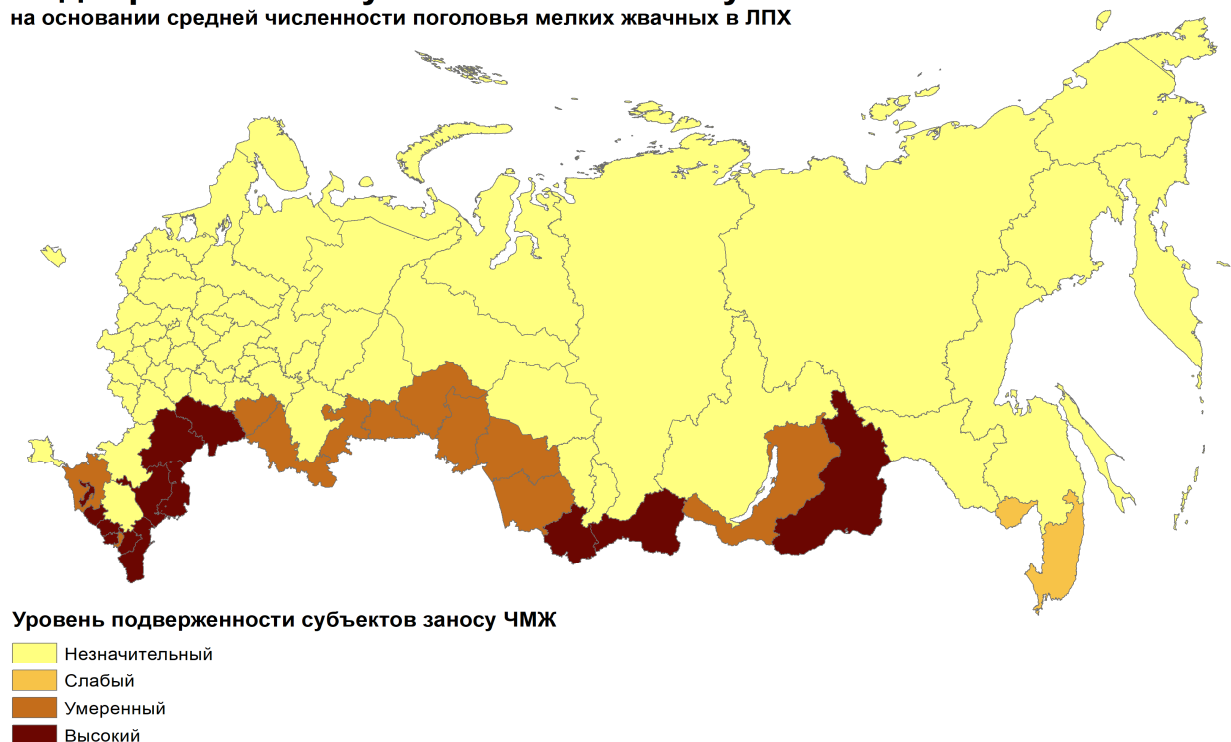 на основании средней численности поголовья мелких жвачных в ЛПХ
Уровень подверженности субъектов заносу ЧМЖ
Незначительный
Слабый
Умеренный
Высокий